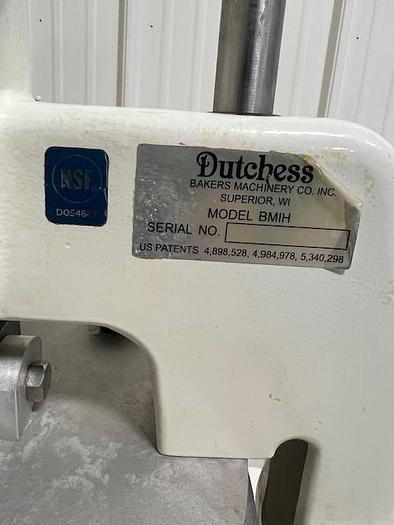 NSF
Dutchess
BAKERS MACHINERY CO. INC.
SUPERIOR, WI
MODEL BMIH
SERIAL NO.
US PATENTS 4,898,528, 4,984,978, 5,340,298